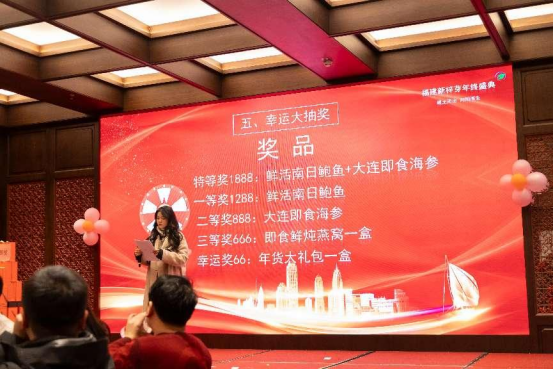 五、幸运大抽奖
奖品
特等奖1888：鲜活南日鲍鱼+大连即食海参
一等奖1288：鲜活南日鲍鱼
二等奖888：大连即食海参
三等奖666：即食鲜炖燕窝一盒
幸运奖66：年货大礼包一盒